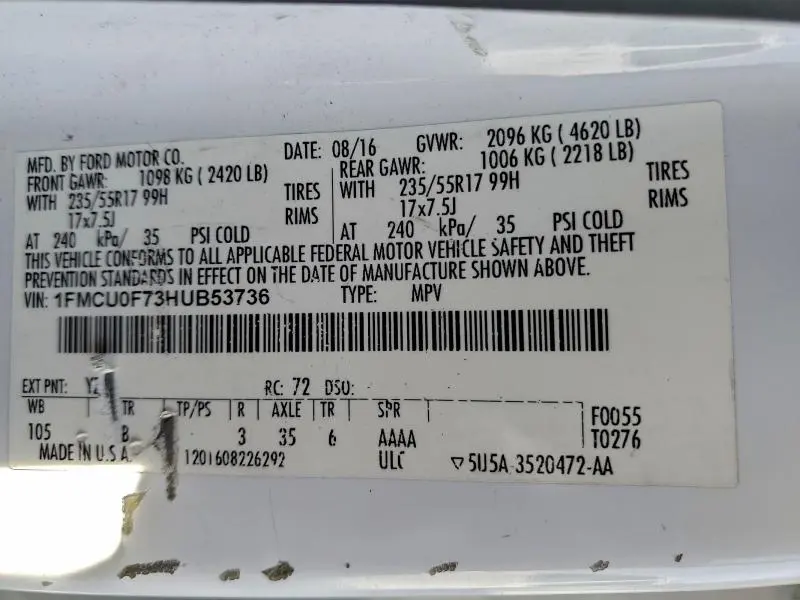 MFD. BY FORD MOTOR CO. DATE: 08/16 GVWR: 2096 KG ( 4620 LB)
FRONT GAWR: 1098 KG ( 2420 LB) REAR GAWR: 1006 KG ( 2218 LB)
WITH 235/55R17 99H TIRES WITH 235/55R17 99H TIRES
17x7.5J RIMS 17x7.5J RIMS
AT 240 kPa/ 35 PSI COLD AT 240 kPa/ 35 PSI COLD
THIS VEHICLE CONFORMS TO ALL APPLICABLE FEDERAL MOTOR VEHICLE SAFETY AND THEFT
PREVENTION STANDARDS IN EFFECT ON THE DATE OF MANUFACTURE SHOWN ABOVE.
VIN: 1FMCU0F73HUB53736 TYPE: MPV
EXT PNT: RC: 72 DSO:
WB TR TP/PS R AXLE TR SPR F0055
105 B 3 35 6 AAAA T0276
MADE IN U.S.A. 1201608226292 ▽5U5A-3520472-AA